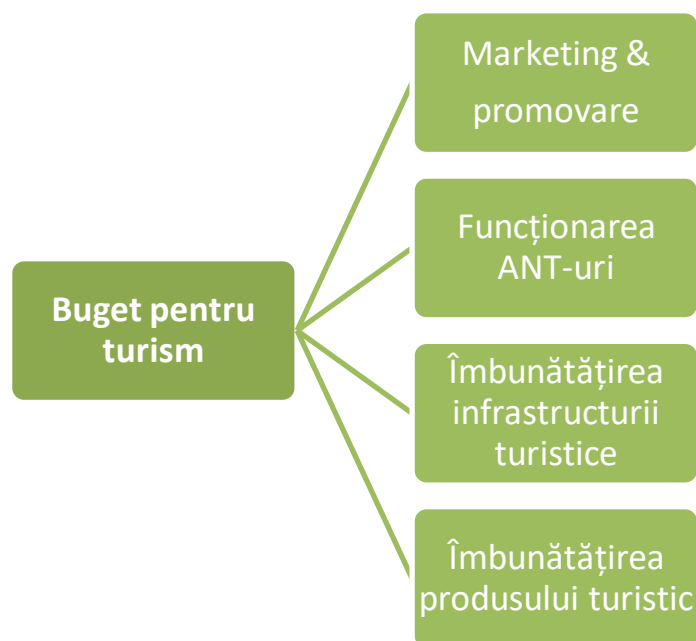 Marketing &
promovare
Funcționarea
ANT-uri
Buget pentru
turism
Îmbunătățirea
infrastructurii
turistice
Îmbunătățirea
produsului turistic